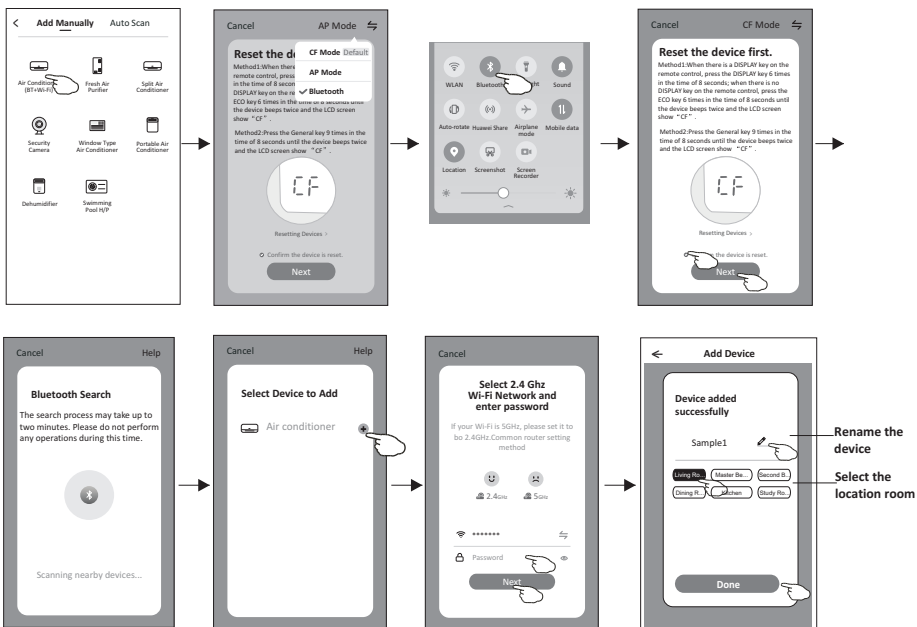 Add Manually Auto Scan
Air Condition
(BT+Wi-Fi)
Fresh Air
Purifier
Split Air
Conditioner
Security
Camera
Window Type
Air Conditioner
Portable Air
Conditioner
Dehumidifier
Swimming
Pool H/P
Cancel AP Mode
Reset the de
CF Mode Default
AP Mode
Bluetooth
Method1:When there
remote control, press
in the time of 8 second
DISPLAY key on the re
ECO key 6 times in the time of 8 seconds until
the device beeps twice and the LCD screen
show “CF”.
Method2:Press the General key 9 times in the
time of 8 seconds until the device beeps twice
and the LCD screen show “CF”.
CF
Resetting Devices >
Confirm the device is reset.
Next
WLAN Bluetooth ght Sound
Auto-rotate Huawei Share Airplane
mode Mobile data
Location Screenshot Screen
Recorder
Cancel CF Mode
Reset the device first.
Method1:When there is a DISPLAY key on the
remote control, press the DISPLAY key 6 times
in the time of 8 seconds; when there is no
DISPLAY key on the remote control, press the
ECO key 6 times in the time of 8 seconds until
the device beeps twice and the LCD screen
show “CF”.
Method2:Press the General key 9 times in the
time of 8 seconds until the device beeps twice
and the LCD screen show “CF”.
CF
Resetting Devices >
the device is reset.
Next
Cancel Help
Bluetooth Search
The search process may take up to
two minutes. Please do not perform
any operations during this time.
Scanning nearby devices...
Cancel Help
Select Device to Add
Air conditioner
Cancel
Select 2.4 Ghz
Wi-Fi Network and
enter password
If your Wi-Fi is 5GHz, please set it to
bo 2.4GHz.Common router setting
method
2.4GHz 5GHz
Password
Next
Add Device
Device added
successfully
Sample1
Living Ro... Master Be... Second B...
Dining R... Kitchen Study Ro...
Done
Rename the
device
Select the
location room